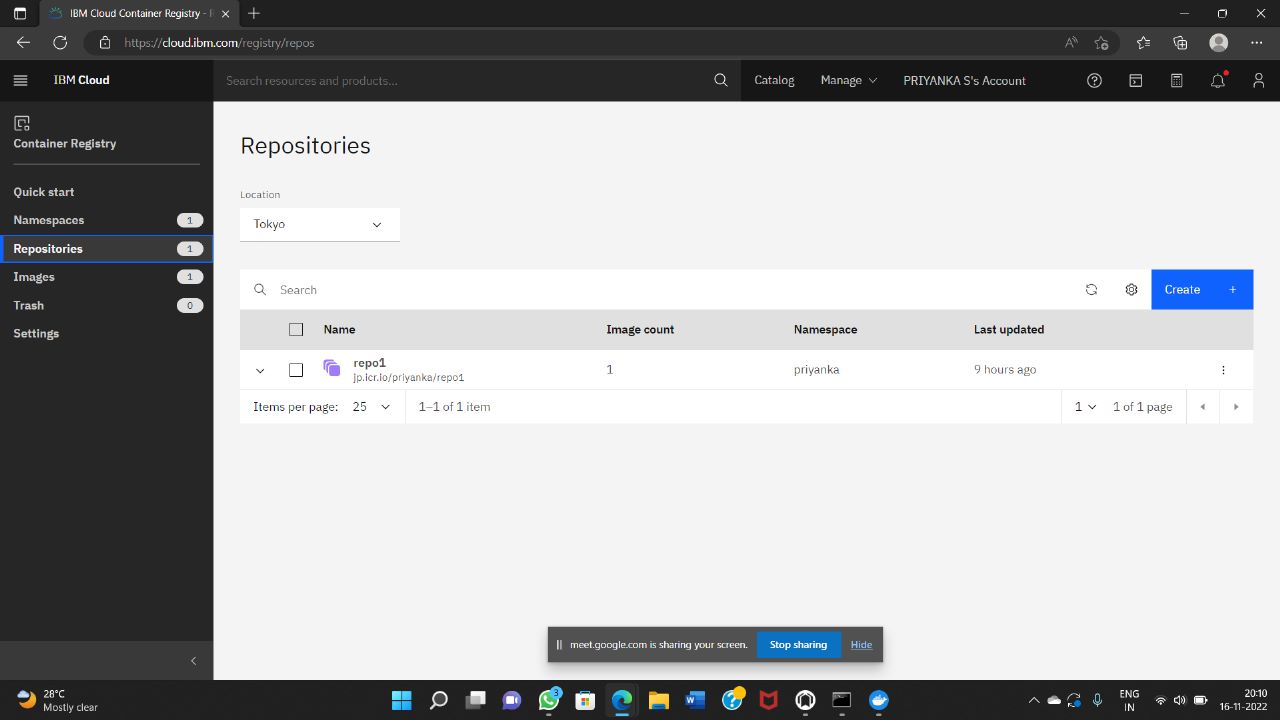 IBM Cloud Container Registry - 
https://cloud.ibm.com/registry/repos
IBM Cloud
Search resources and products...
Catalog
Manage
PRIYANKA S's Account
Container Registry
Quick start
Namespaces 1
Repositories 1
Images 1
Trash 0
Settings
Repositories
Location
Tokyo
Search
Create +
Name Image count Namespace Last updated
repo1
jp.icr.io/priyanka/repo1
1 priyanka 9 hours ago
Items per page: 25 1–1 of 1 item 1 1 of 1 page
meet.google.com is sharing your screen. Stop sharing Hide
28°C
Mostly clear
3
ENG
IN
20:10
16-11-2022